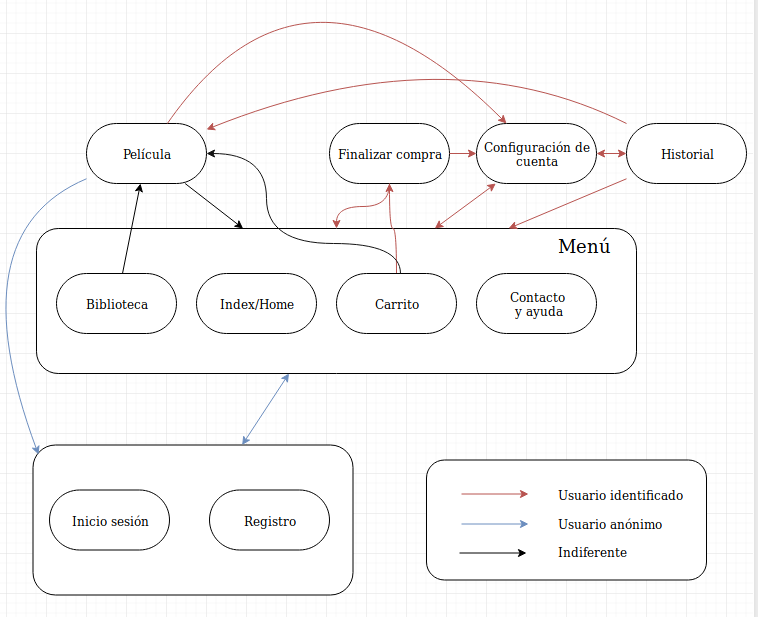 Película
Finalizar compra
Configuración de
cuenta
Historial
Menú
Biblioteca
Index/Home
Carrito
Contacto
y ayuda
Inicio sesión
Registro
Usuario identificado
Usuario anónimo
Indiferente